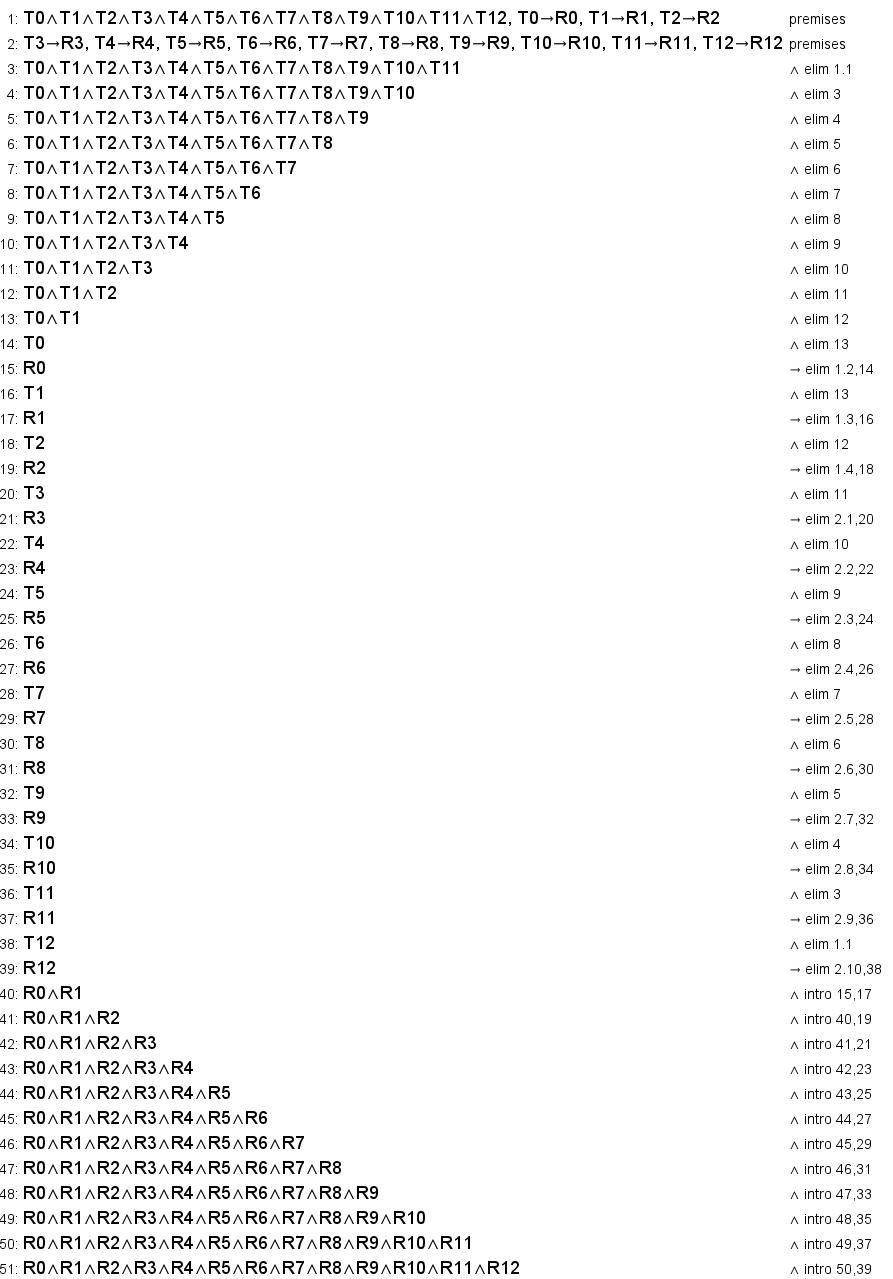 1: T0∧T1∧T2∧T3∧T4∧T5∧T6∧T7∧T8∧T9∧T10∧T11∧T12, T0→R0, T1→R1, T2→R2 premises
2: T3→R3, T4→R4, T5→R5, T6→R6, T7→R7, T8→R8, T9→R9, T10→R10, T11→R11, T12→R12 premises
3: T0∧T1∧T2∧T3∧T4∧T5∧T6∧T7∧T8∧T9∧T10∧T11 ∧ elim 1.1
4: T0∧T1∧T2∧T3∧T4∧T5∧T6∧T7∧T8∧T9∧T10 ∧ elim 3
5: T0∧T1∧T2∧T3∧T4∧T5∧T6∧T7∧T8∧T9 ∧ elim 4
6: T0∧T1∧T2∧T3∧T4∧T5∧T6∧T7∧T8 ∧ elim 5
7: T0∧T1∧T2∧T3∧T4∧T5∧T6∧T7 ∧ elim 6
8: T0∧T1∧T2∧T3∧T4∧T5∧T6 ∧ elim 7
9: T0∧T1∧T2∧T3∧T4∧T5 ∧ elim 8
10: T0∧T1∧T2∧T3∧T4 ∧ elim 9
11: T0∧T1∧T2∧T3 ∧ elim 10
12: T0∧T1∧T2 ∧ elim 11
13: T0∧T1 ∧ elim 12
14: T0 ∧ elim 13
15: R0 → elim 1.2,14
16: T1 ∧ elim 13
17: R1 → elim 1.3,16
18: T2 ∧ elim 12
19: R2 → elim 1.4,18
20: T3 ∧ elim 11
21: R3 → elim 2.1,20
22: T4 ∧ elim 10
23: R4 → elim 2.2,22
24: T5 ∧ elim 9
25: R5 → elim 2.3,24
26: T6 ∧ elim 8
27: R6 → elim 2.4,26
28: T7 ∧ elim 7
29: R7 → elim 2.5,28
30: T8 ∧ elim 6
31: R8 → elim 2.6,30
32: T9 ∧ elim 5
33: R9 → elim 2.7,32
34: T10 ∧ elim 4
35: R10 → elim 2.8,34
36: T11 ∧ elim 3
37: R11 → elim 2.9,36
38: T12 ∧ elim 1.1
39: R12 → elim 2.10,38
40: R0∧R1 ∧ intro 15,17
41: R0∧R1∧R2 ∧ intro 40,19
42: R0∧R1∧R2∧R3 ∧ intro 41,21
43: R0∧R1∧R2∧R3∧R4 ∧ intro 42,23
44: R0∧R1∧R2∧R3∧R4∧R5 ∧ intro 43,25
45: R0∧R1∧R2∧R3∧R4∧R5∧R6 ∧ intro 44,27
46: R0∧R1∧R2∧R3∧R4∧R5∧R6∧R7 ∧ intro 45,29
47: R0∧R1∧R2∧R3∧R4∧R5∧R6∧R7∧R8 ∧ intro 46,31
48: R0∧R1∧R2∧R3∧R4∧R5∧R6∧R7∧R8∧R9 ∧ intro 47,33
49: R0∧R1∧R2∧R3∧R4∧R5∧R6∧R7∧R8∧R9∧R10 ∧ intro 48,35
50: R0∧R1∧R2∧R3∧R4∧R5∧R6∧R7∧R8∧R9∧R10∧R11 ∧ intro 49,37
51: R0∧R1∧R2∧R3∧R4∧R5∧R6∧R7∧R8∧R9∧R10∧R11∧R12 ∧ intro 50,39